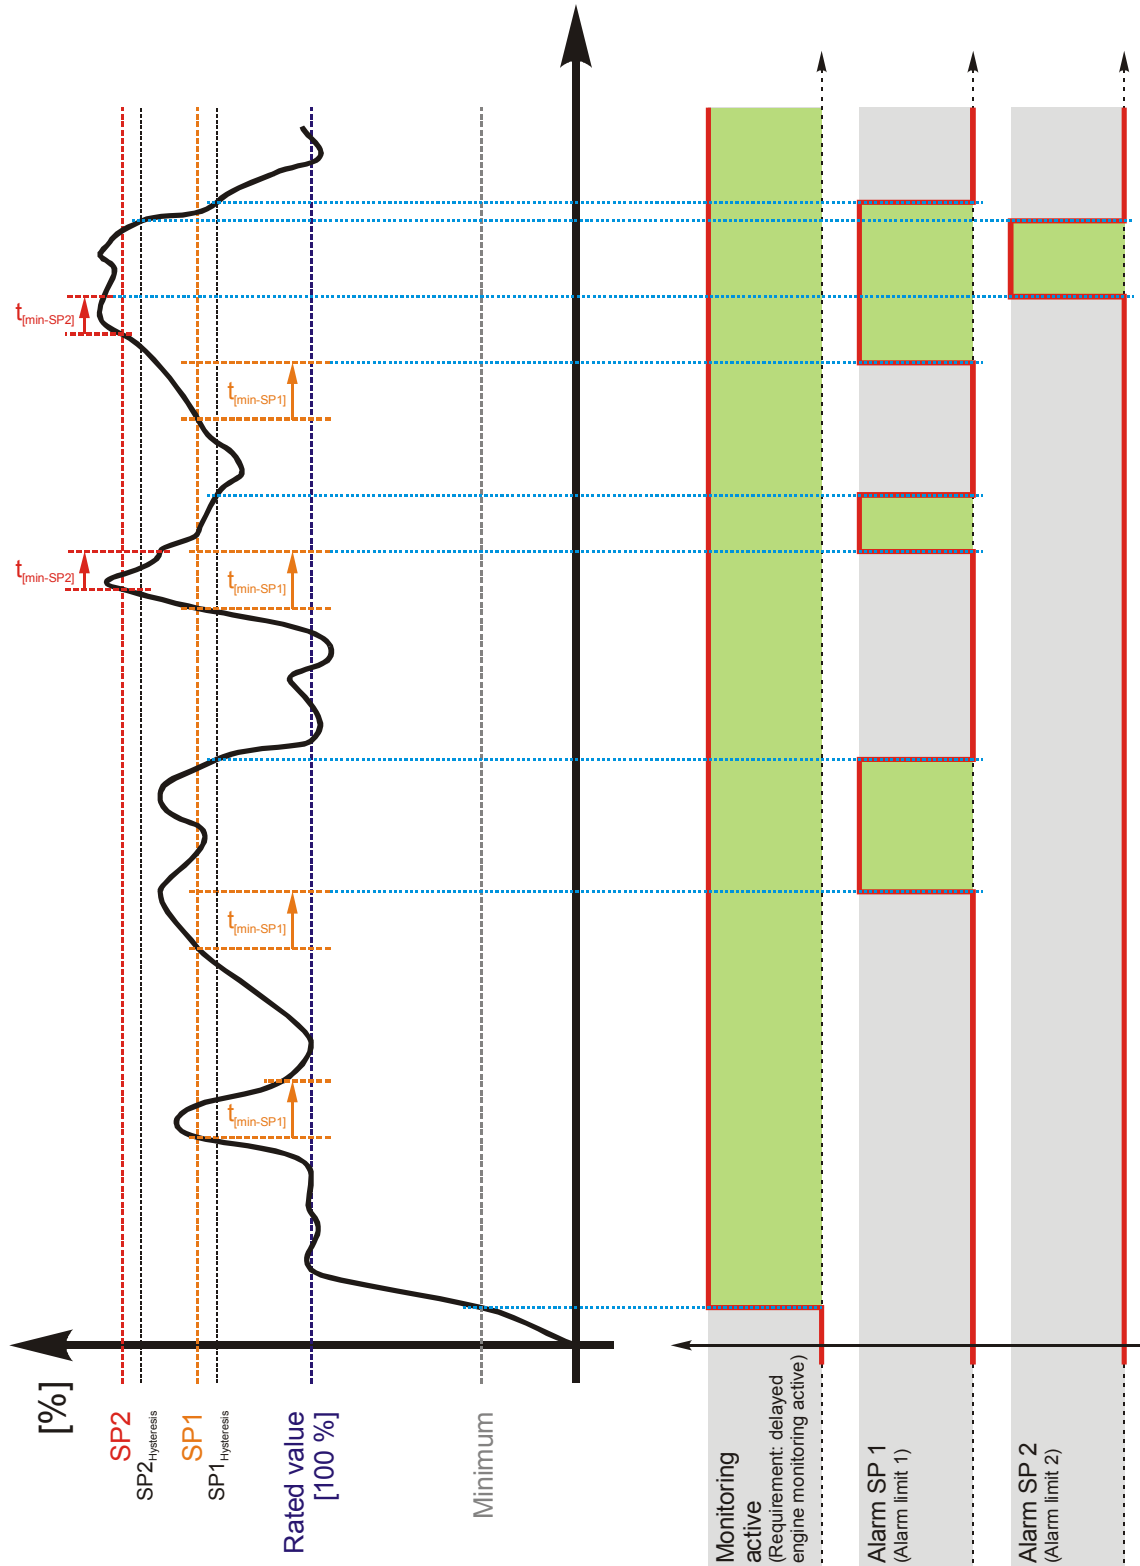 [%]
SP2
SP2Hysteresis
SP1
SP1Hysteresis
Rated value
[100 %]
Minimum
t[min-SP1]
t[min-SP1]
t[min-SP1]
t[min-SP2]
t[min-SP1]
t[min-SP2]
Monitoring
active
(Requirement: delayed
engine monitoring active)
Alarm SP 1
(Alarm limit 1)
Alarm SP 2
(Alarm limit 2)